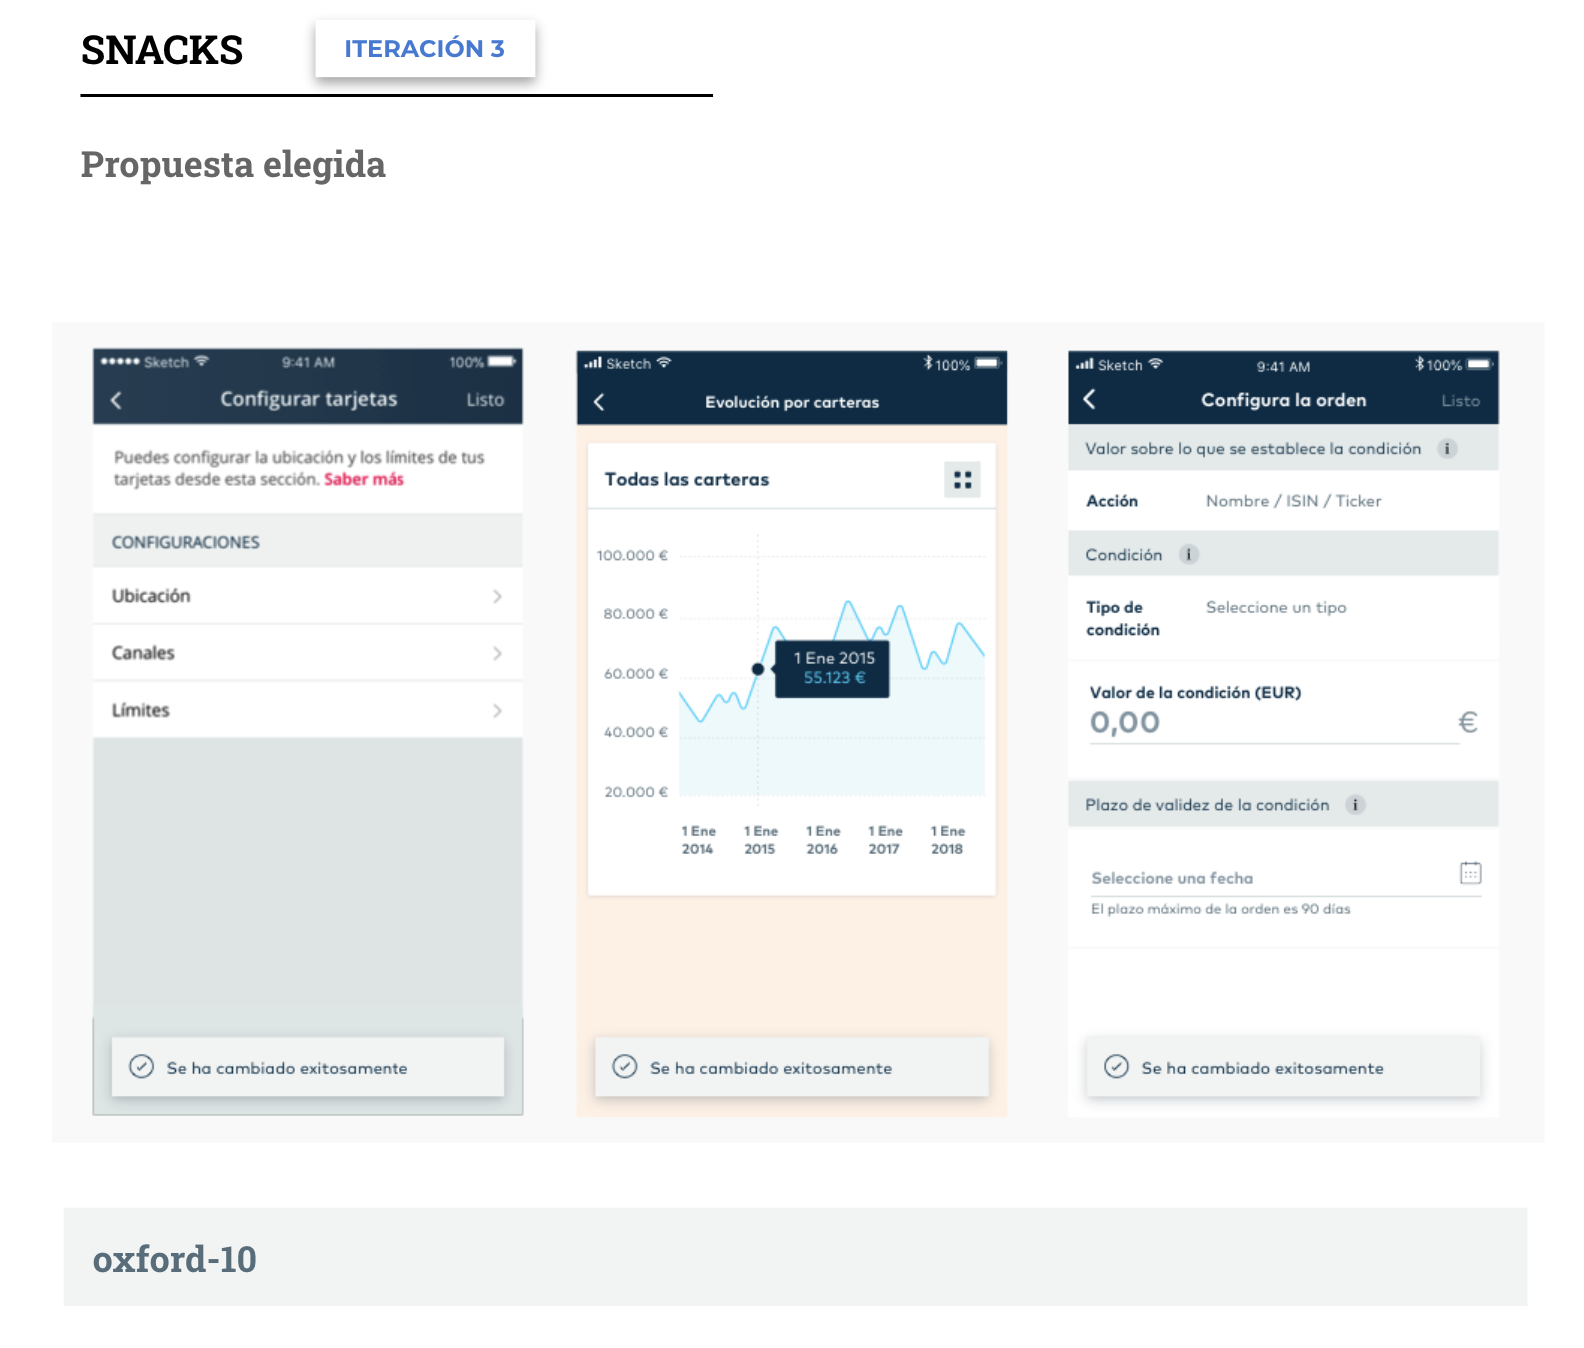 SNACKS
ITERACIÓN 3
Propuesta elegida
Sketch 9:41 AM 100%
Configurar tarjetas Listo
Puedes configurar la ubicación y los límites de tus
tarjetas desde esta sección. Saber más
CONFIGURACIONES
Ubicación
Canales
Límites
Se ha cambiado exitosamente
Sketch 100%
Evolución por carteras
Todas las carteras
100.000 €
80.000 €
60.000 €
40.000 €
20.000 €
1 Ene 2015
55.123 €
1 Ene 1 Ene 1 Ene 1 Ene 1 Ene
2014 2015 2016 2017 2018
Se ha cambiado exitosamente
Sketch 9:41 AM 100%
Configura la orden Listo
Valor sobre lo que se establece la condición i
Acción Nombre / ISIN / Ticker
Condición i
Tipo de Seleccione un tipo
condición
Valor de la condición (EUR)
0,00 €
Plazo de validez de la condición i
Seleccione una fecha
El plazo máximo de la orden es 90 días
Se ha cambiado exitosamente
oxford-10